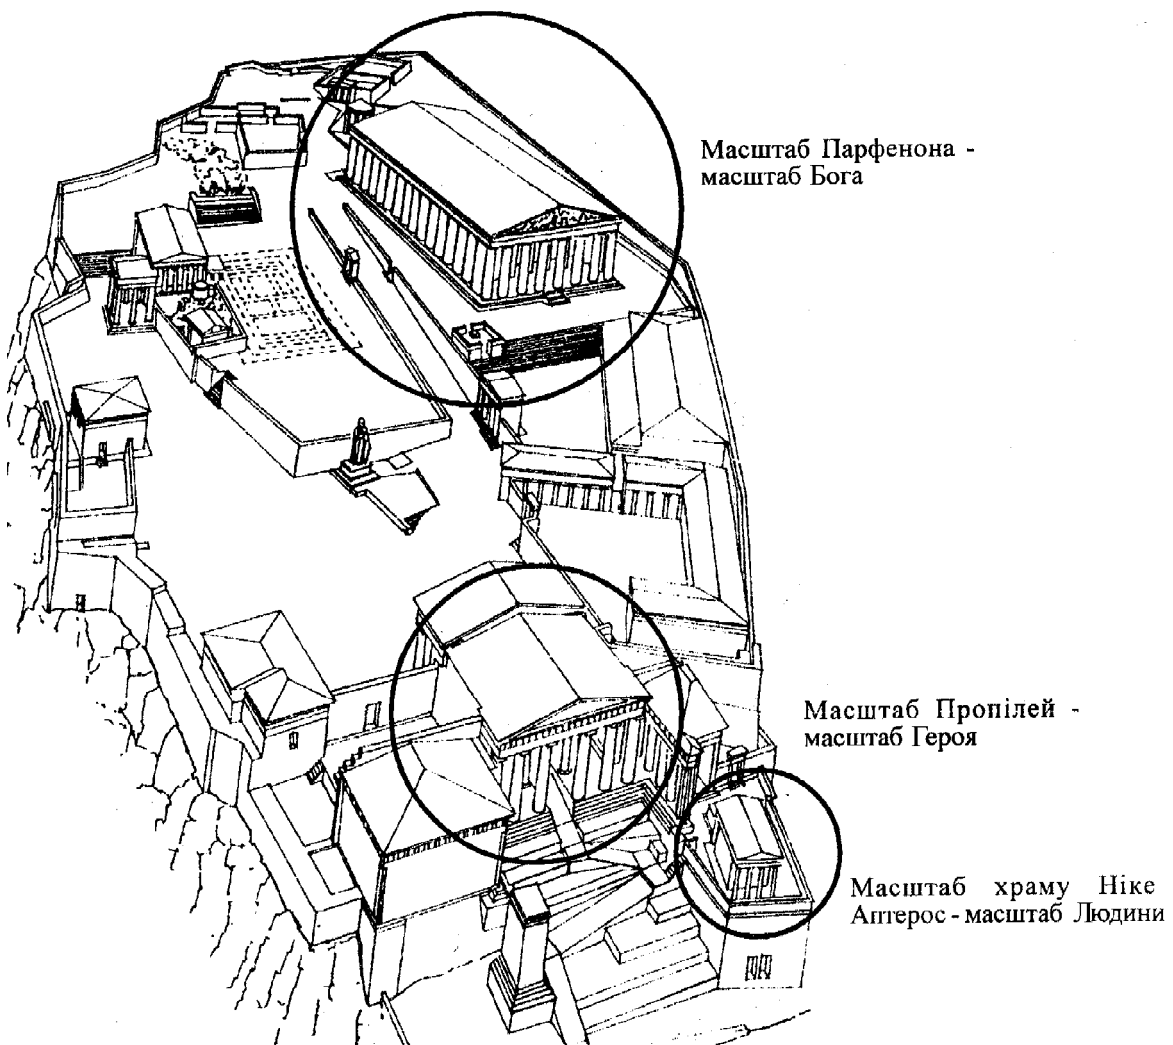 Масштаб Парфенона -
масштаб Бога
Масштаб Пропілей -
масштаб Героя
Масштаб храму Ніке
Аптерос - масштаб Людини